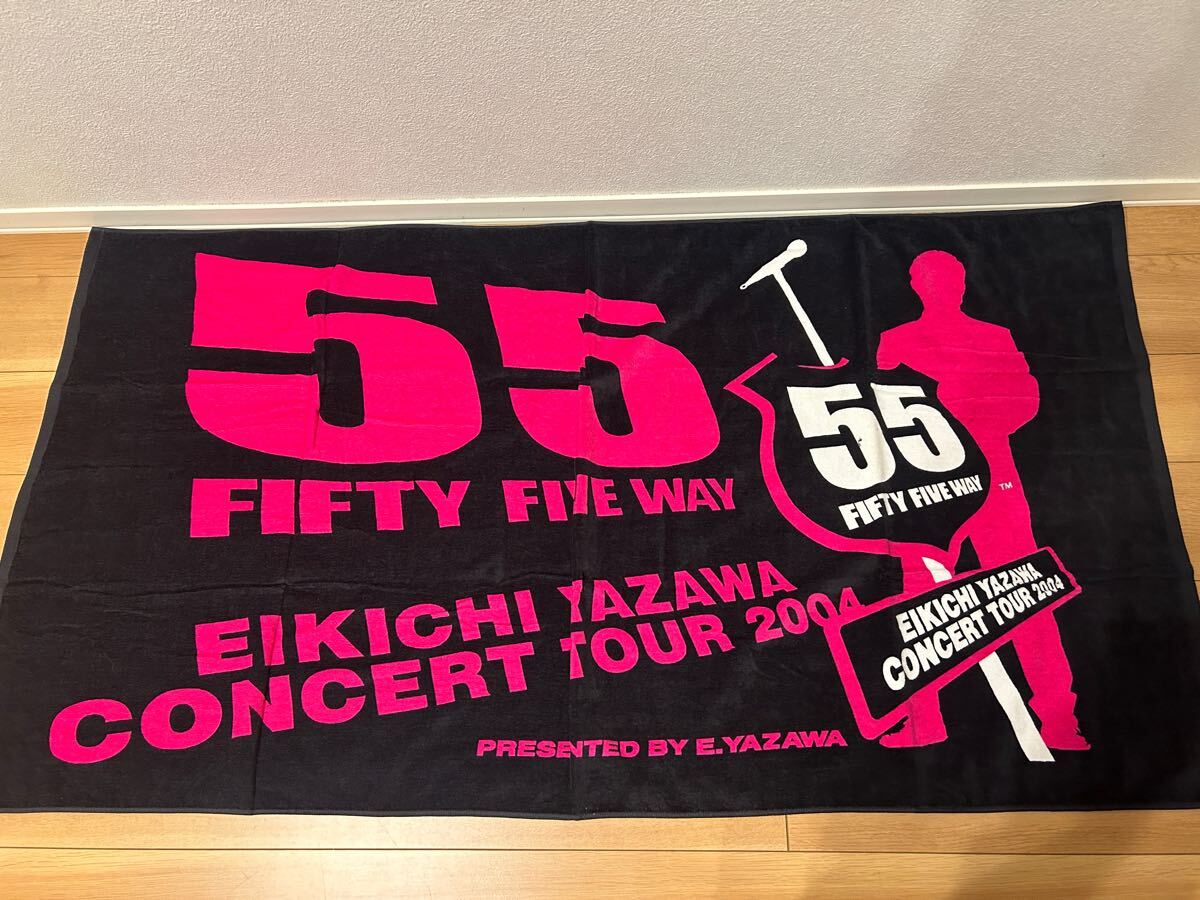 55
FIFTY FIVE WAY
EIKICHI YAZAWA
CONCERT TOUR 2004
PRESENTED BY E.YAZAWA
55
FIFTY FIVE WAY
TM
EIKICHI YAZAWA
CONCERT TOUR 2004